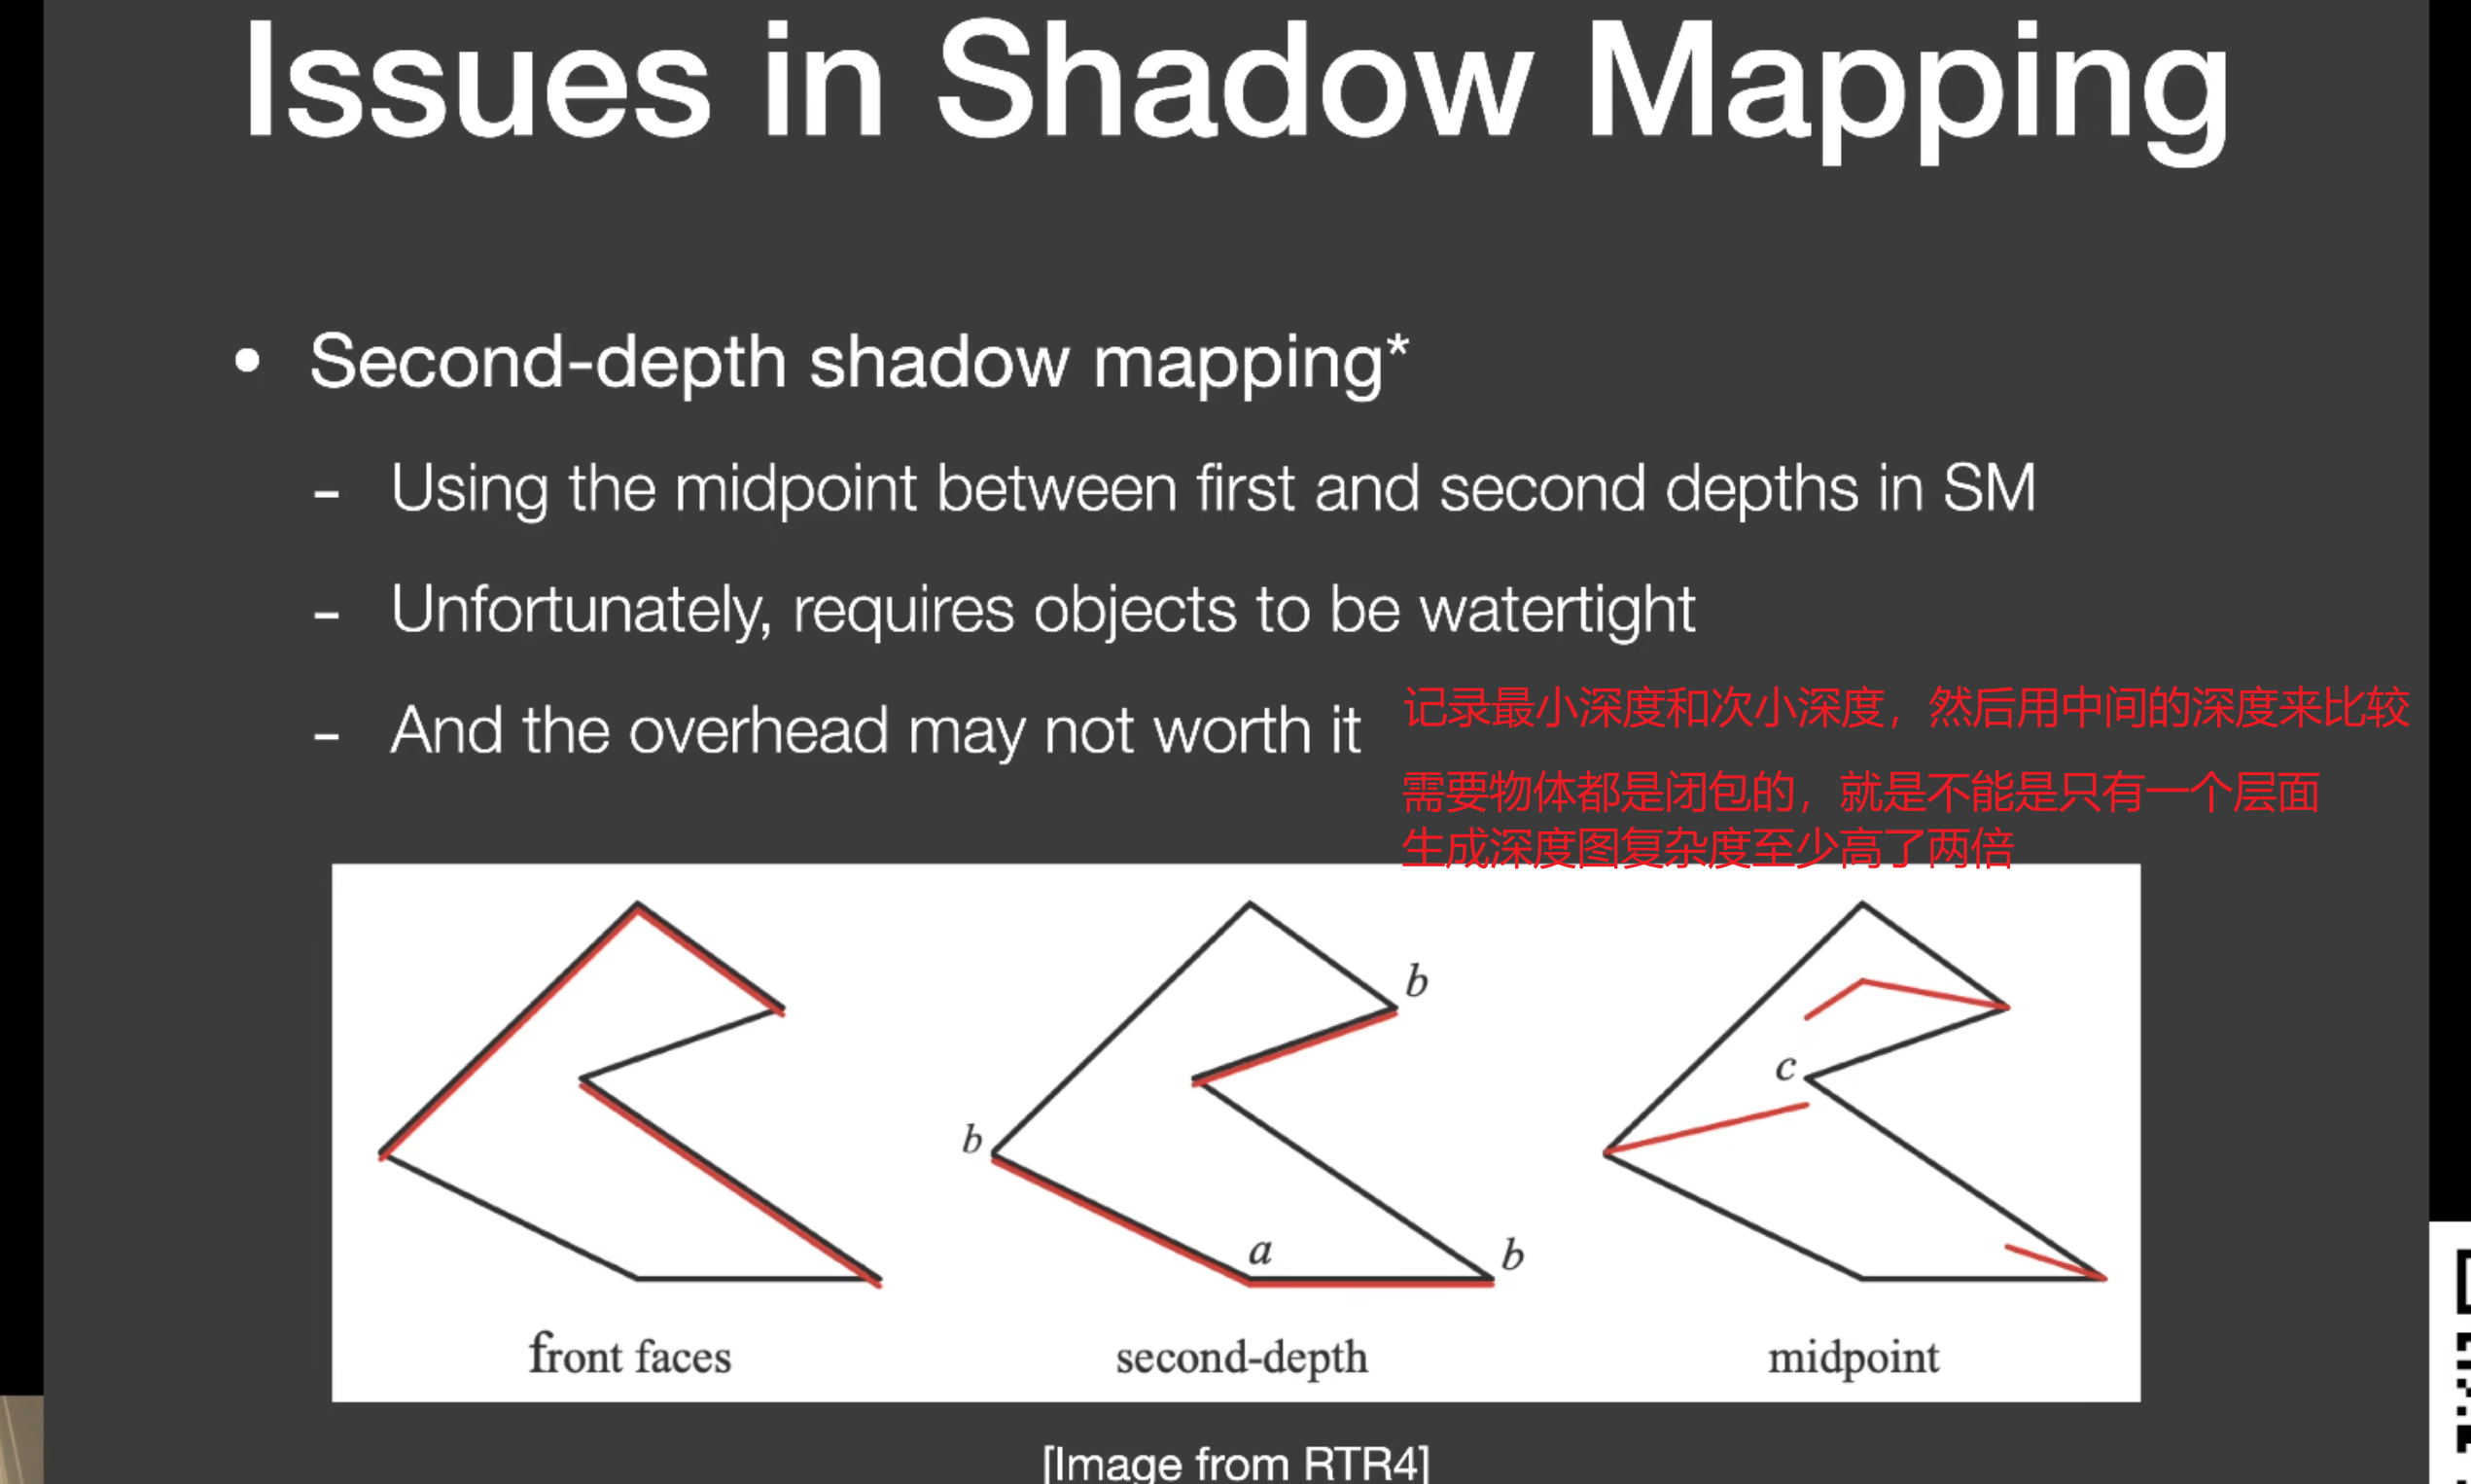 Issues in Shadow Mapping
• Second-depth shadow mapping*
- Using the midpoint between first and second depths in SM
- Unfortunately, requires objects to be watertight
- And the overhead may not worth it
记录最小深度和次小深度，然后用中间的深度来比较
需要物体都是闭包的，就是不能是只有一个层面
生成深度图复杂度至少高了两倍
b
c
b
a
b
front faces
second-depth
midpoint
[Image from RTR4]